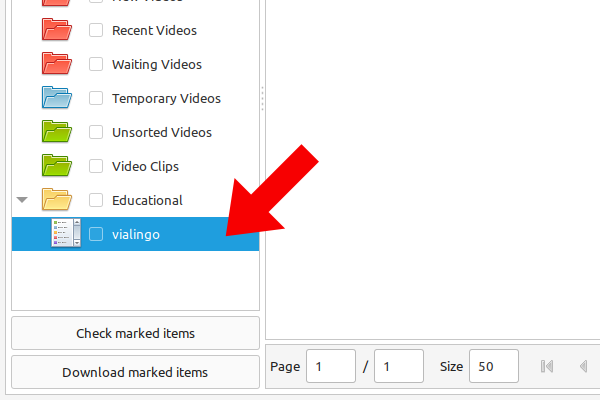 Recent Videos
Waiting Videos
Temporary Videos
Unsorted Videos
Video Clips
Educational
vialingo
Check marked items
Download marked items
Page 1 / 1 Size 50